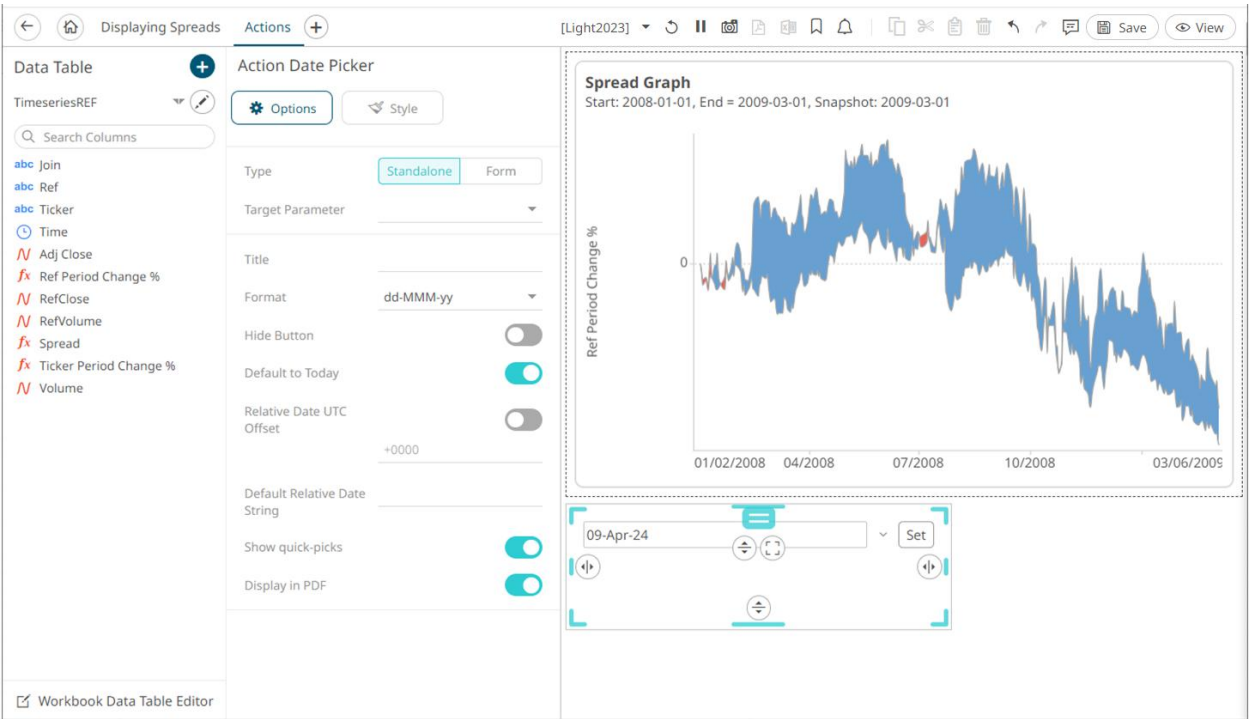 Displaying Spreads Actions [Light2023] Save View
Data Table
TimeseriesREF
Search Columns
abc Join
abc Ref
abc Ticker
Time
Adj Close
fx Ref Period Change %
RefClose
RefVolume
fx Spread
fx Ticker Period Change %
Volume
Workbook Data Table Editor
Action Date Picker
Options Style
Type Standalone Form
Target Parameter
Title
Format dd-MMM-yy
Hide Button
Default to Today
Relative Date UTC
Offset
+0000
Default Relative Date
String
Show quick-picks
Display in PDF
Spread Graph
Start: 2008-01-01, End = 2009-03-01, Snapshot: 2009-03-01
Ref Period Change %
0
01/02/2008 04/2008 07/2008 10/2008 03/06/2009
09-Apr-24 Set